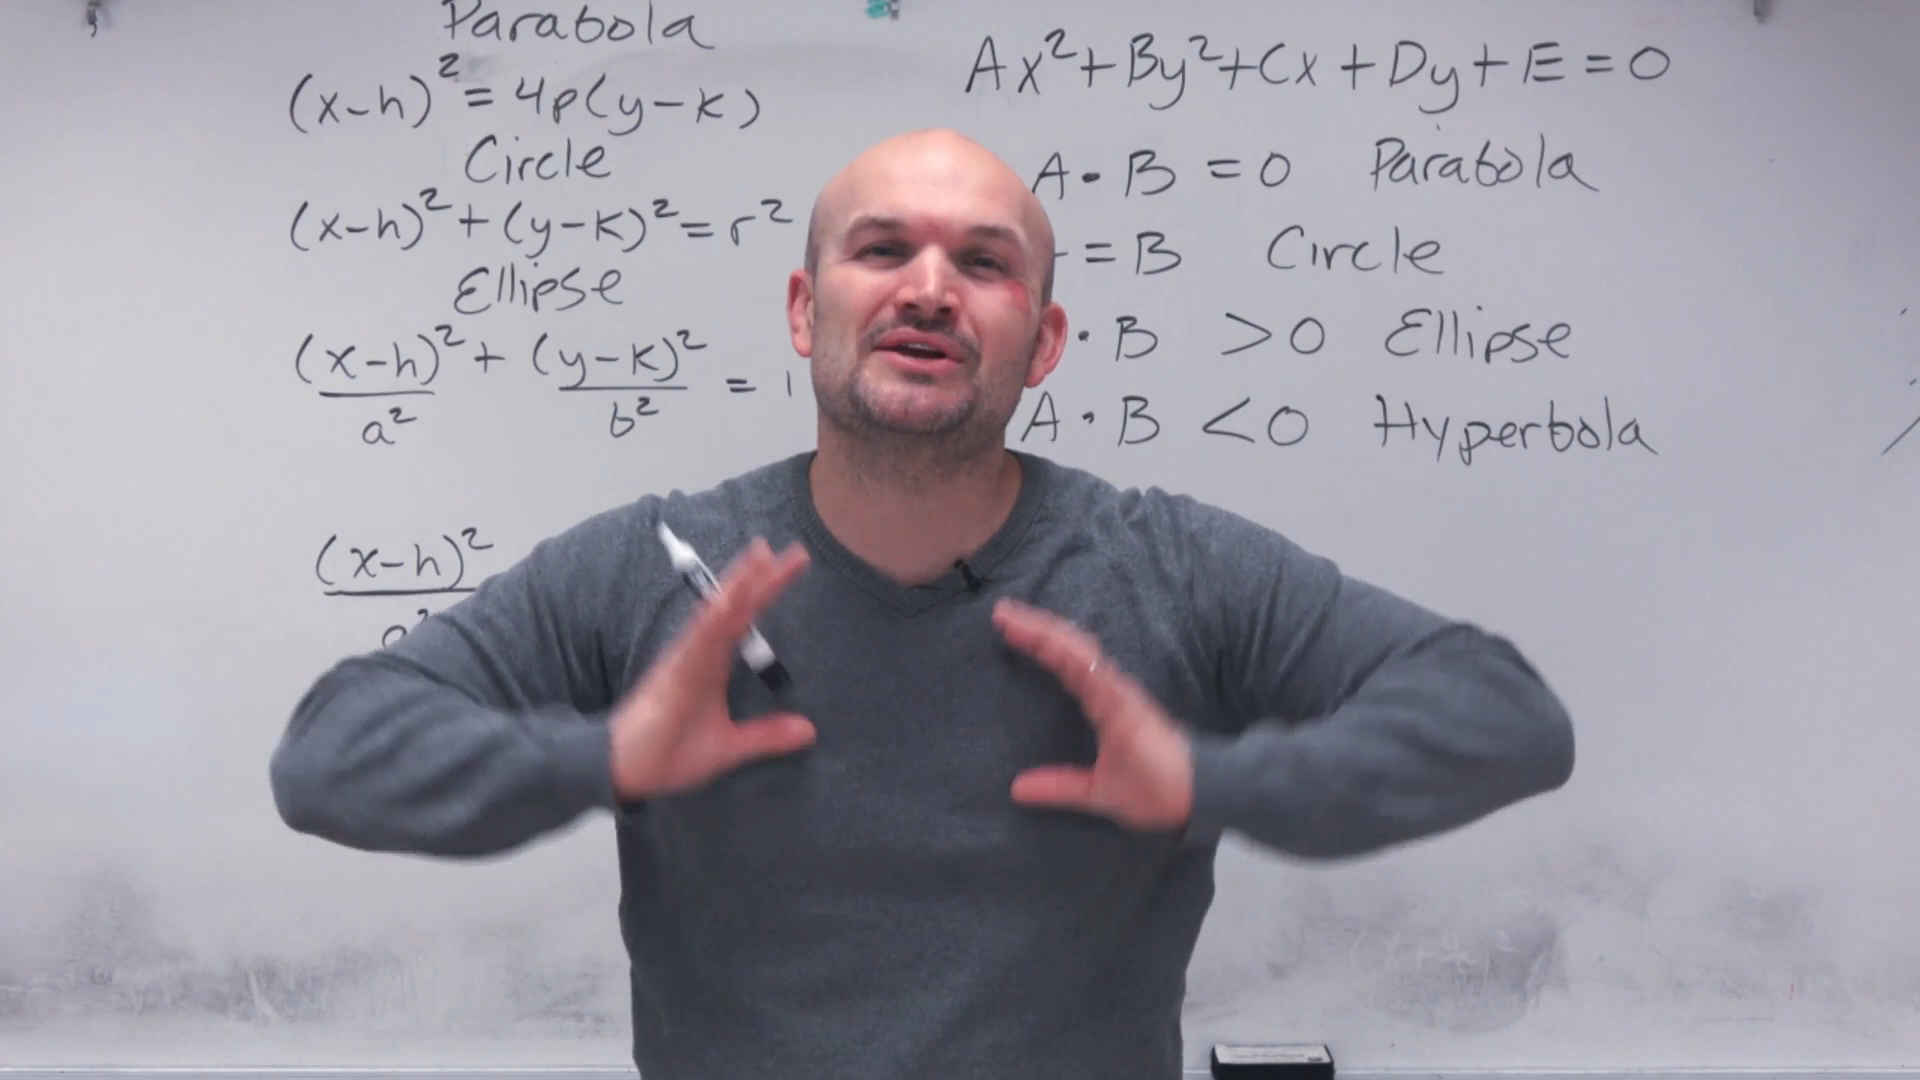 Parabola
(x-h)² = 4p(y-k)
Circle
(x-h)² + (y-k)² = r²
Ellipse
(x-h)²/a² + (y-k)²/b² = 1
(x-h)²
Ax² + By² + Cx + Dy + E = 0
A · B = 0 Parabola
= B Circle
· B > 0 Ellipse
A · B < 0 Hyperbola